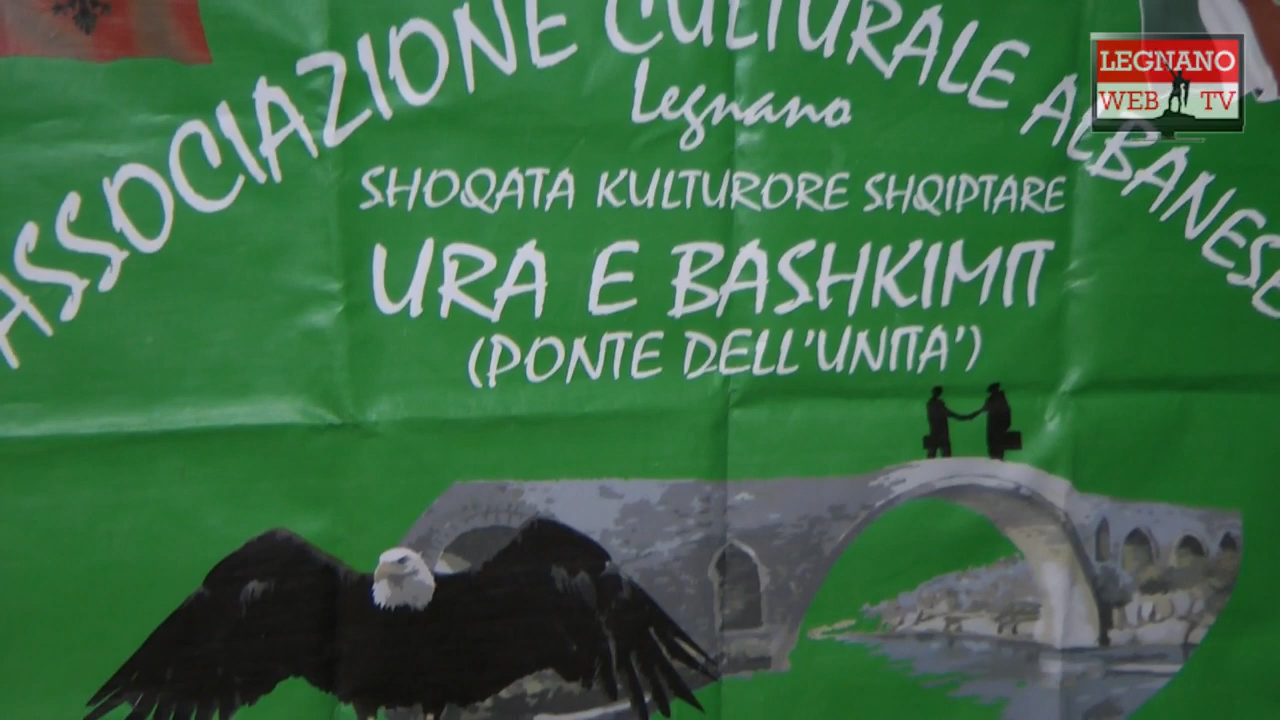 ASSOCIAZIONE CULTURALE ALBANESE
Legnano
SHOQATA KULTURORE SHQIPTARE
URA E BASHKIMIT
(PONTE DELL'UNITA')
LEGNANO
WEB TV